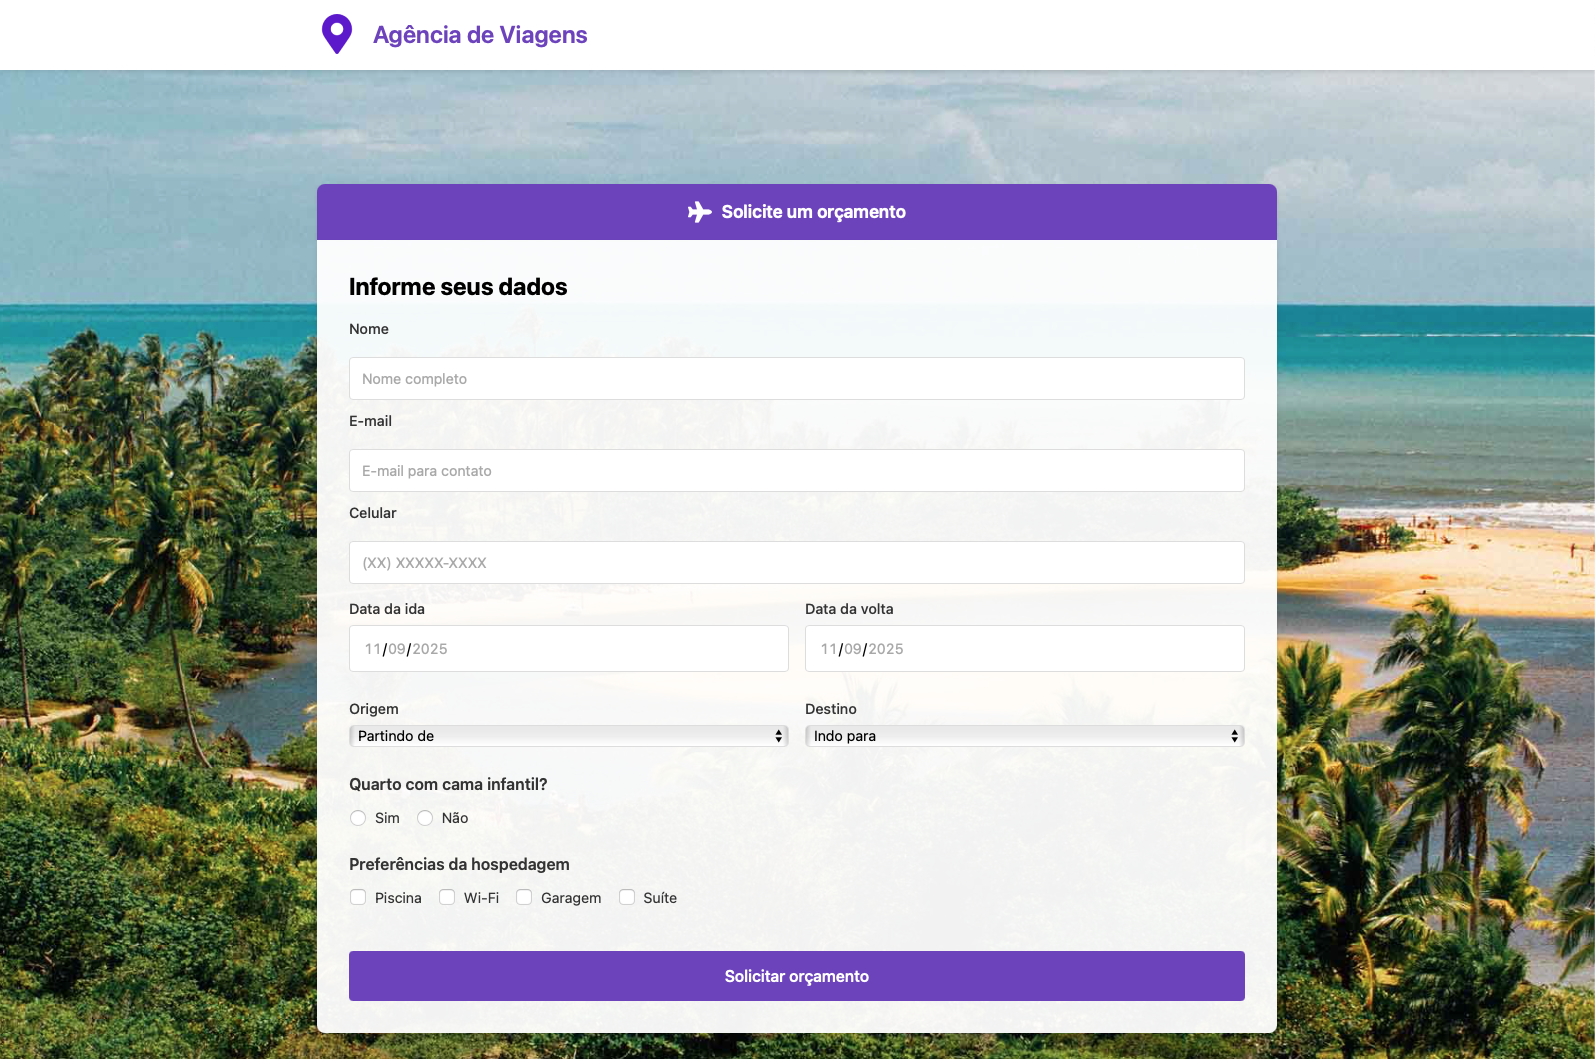 Agência de Viagens
Solicite um orçamento
Informe seus dados
Nome
Nome completo
E-mail
E-mail para contato
Celular
(XX) XXXXX-XXXX
Data da ida Data da volta
11/09/2025 11/09/2025
Origem Destino
Partindo de Indo para
Quarto com cama infantil?
Sim Não
Preferências da hospedagem
Piscina Wi-Fi Garagem Suíte
Solicitar orçamento